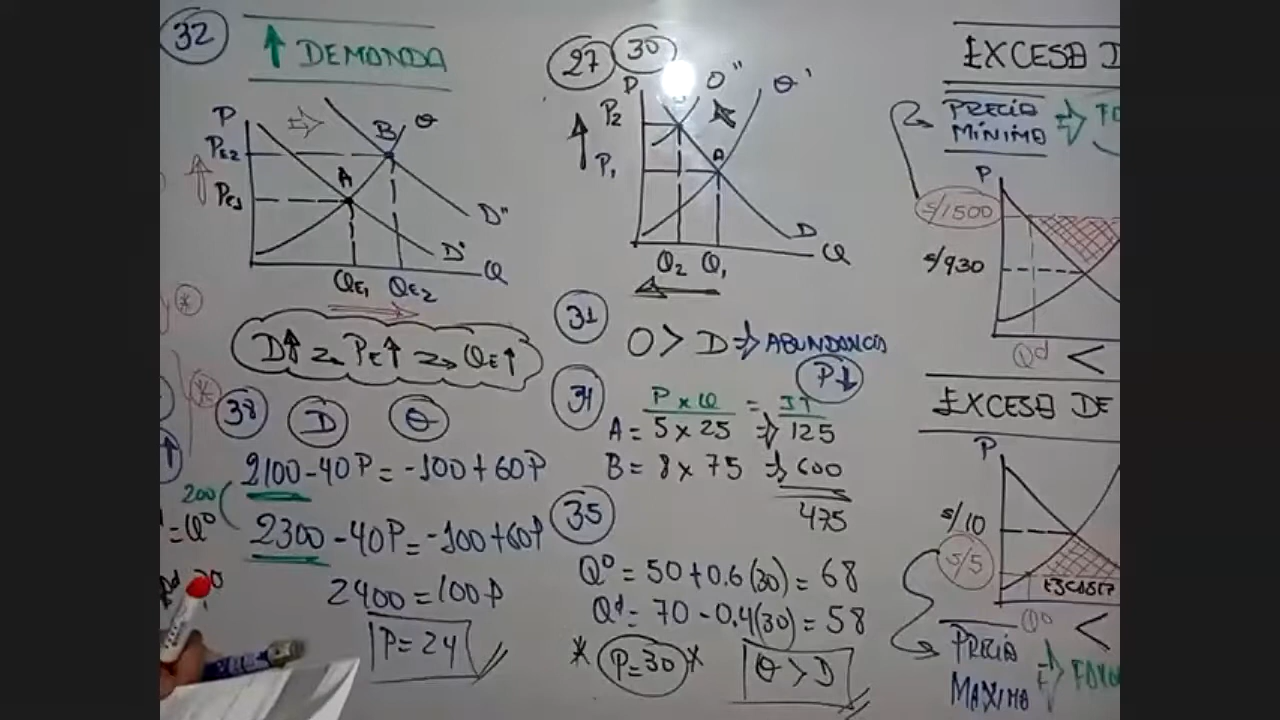 32
↑ DEMANDA
P
PE2
PE1
A
B
O
D"
D'
Q
QE1 QE2
D↑ → PE↑ → QE↑
38 D O
2100-40P = -100+60P
200
2300-40P = -100+60P
2400 = 100P
P=24
27 30
P
P2
P1
O" O'
A
D
Q
Q2 Q1
31
O > D ⇒ ABUNDANCIA
P↓
34
P x Q = IT
A = 5 x 25 ⇒ 125
B = 8 x 75 ⇒ 600
475
35
Qº = 50+0.6(30) = 68
Qd = 70-0.4(30) = 58
* P=30 *
O > D
EXCESO D
PRECIO
MÍNIMO
P
S/1500
S/930
Qd <
EXCESO DE
P
S/10
S/5
ESCASEZ
Qº <
PRECIO
MAXIMO